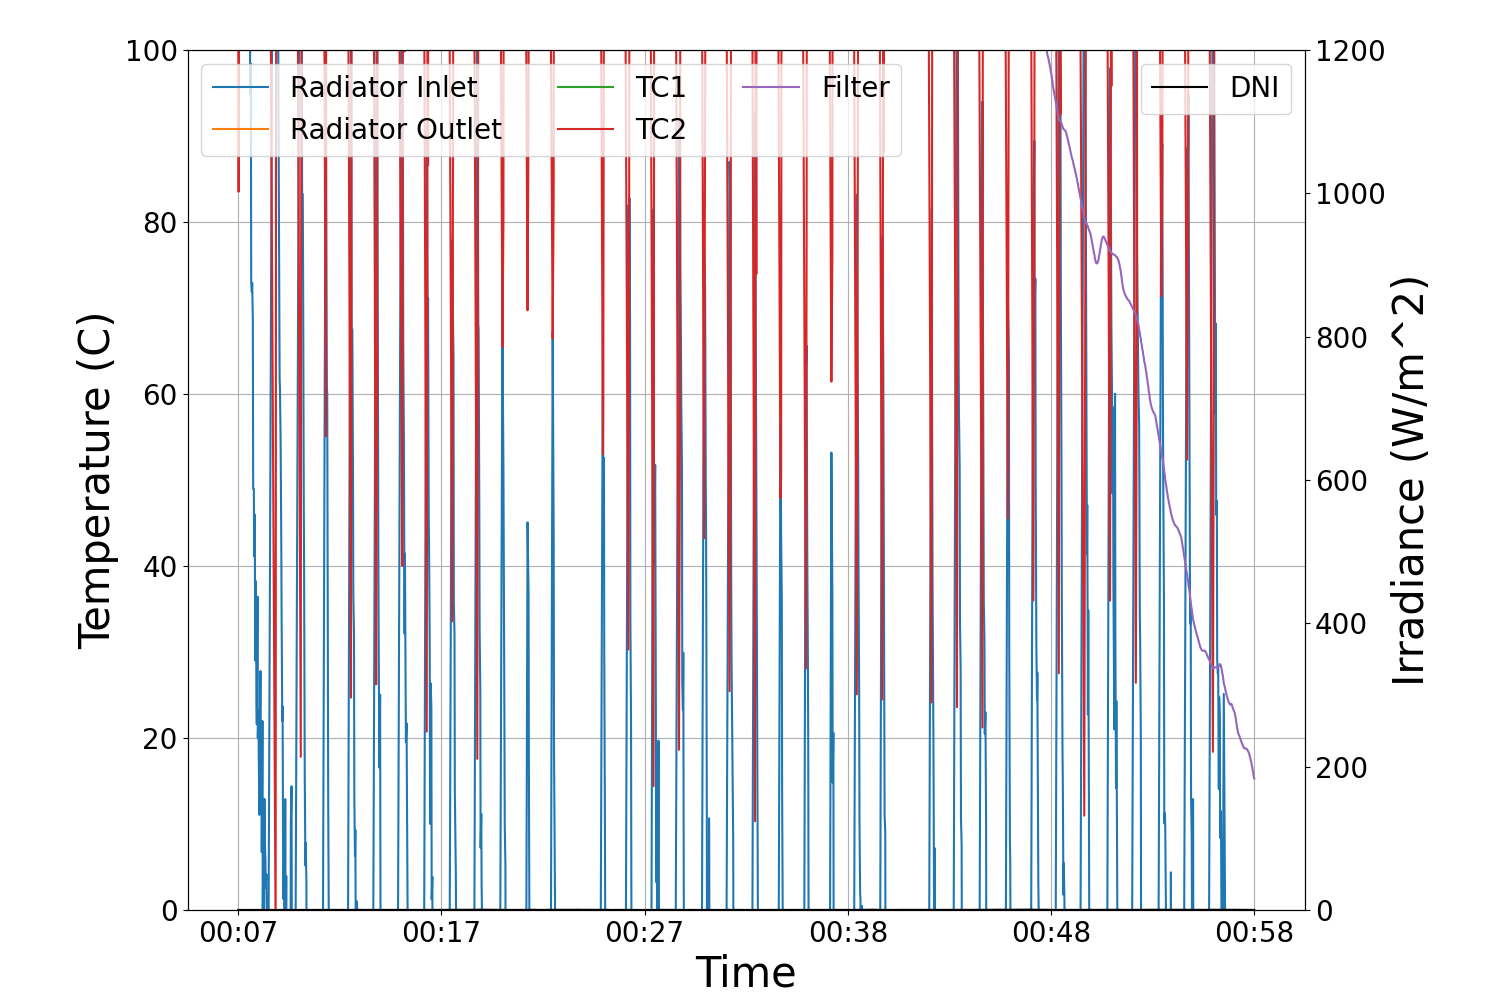 Radiator Inlet
Radiator Outlet
TC1
TC2
Filter
DNI
Temperature (C)
100
80
60
40
20
0
1200
1000
800
600
400
200
0
Irradiance (W/m^2)
00:07 00:17 00:27 00:38 00:48 00:58
Time